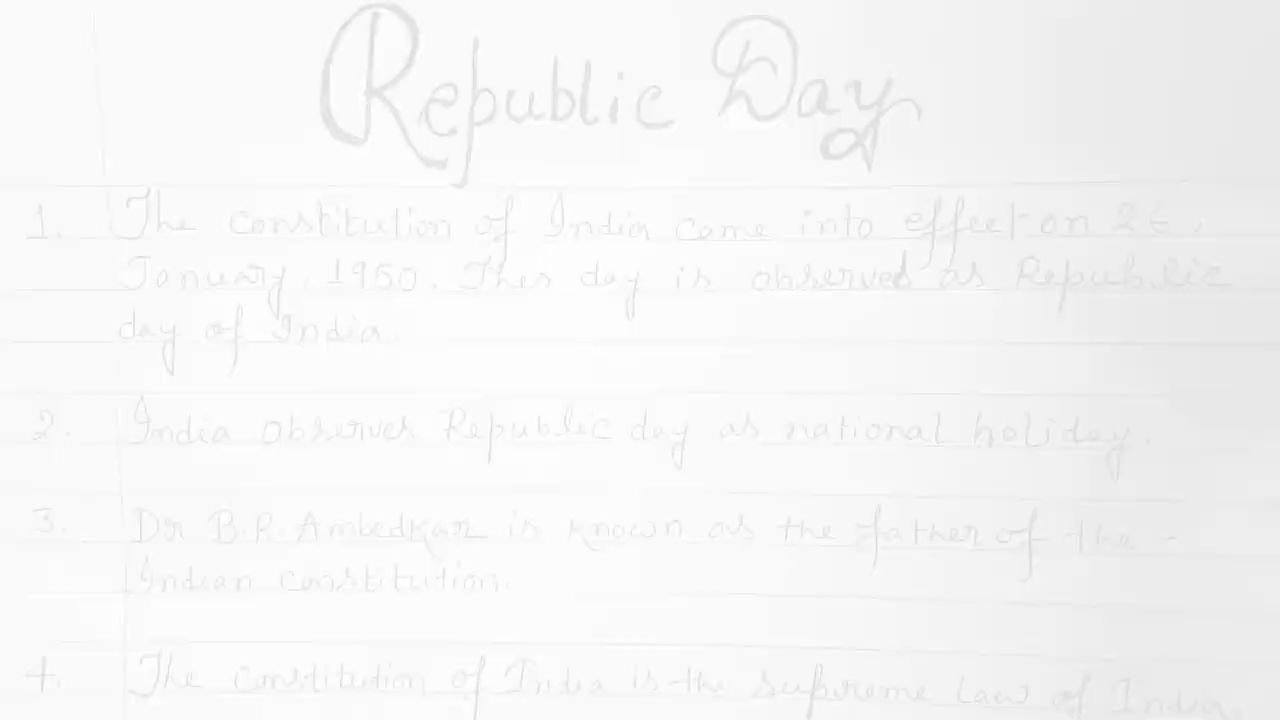 Republic Day
1. The constitution of India came into effect on 26
January, 1950. This day is observed as Republic
day of India.
2. India observes Republic day as national holiday.
3. Dr B.R. Ambedkar is known as the father of the -
Indian constitution.
4. The constitution of India is the supreme law of India.